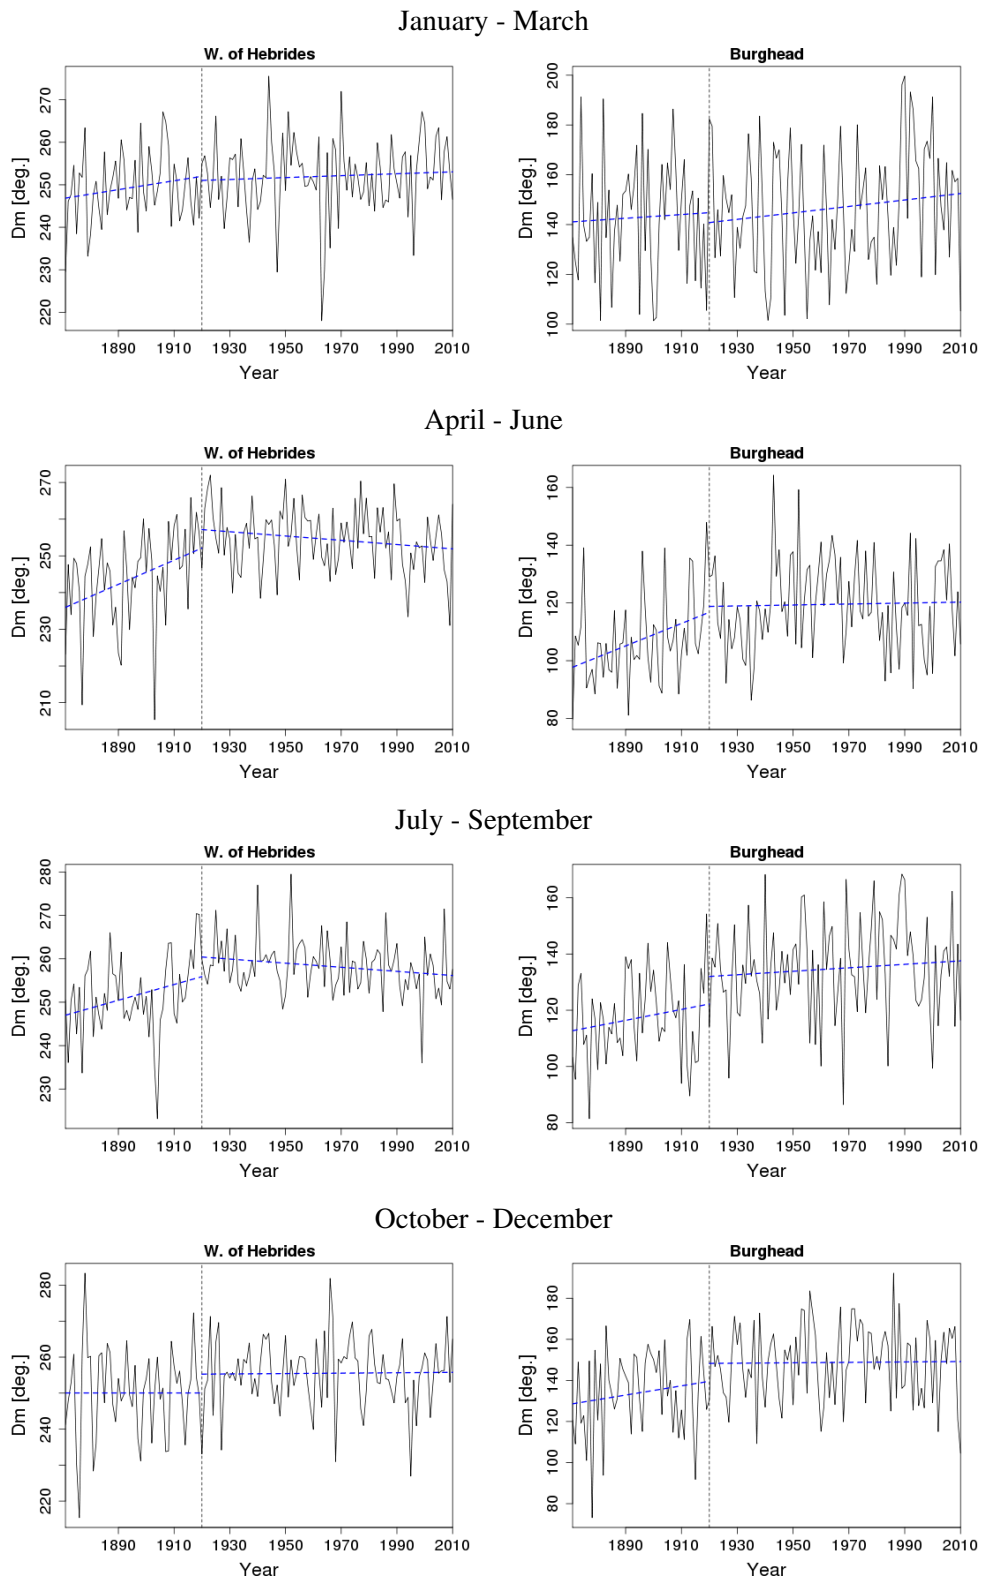 January - March
W. of Hebrides
Burghead
Dm [deg.]
270
260
250
240
230
220
1890 1910 1930 1950 1970 1990 2010
Year
Dm [deg.]
200
180
160
140
120
100
1890 1910 1930 1950 1970 1990 2010
Year
April - June
W. of Hebrides
Burghead
Dm [deg.]
270
250
230
210
1890 1910 1930 1950 1970 1990 2010
Year
Dm [deg.]
160
140
120
100
80
1890 1910 1930 1950 1970 1990 2010
Year
July - September
W. of Hebrides
Burghead
Dm [deg.]
280
270
260
250
240
230
1890 1910 1930 1950 1970 1990 2010
Year
Dm [deg.]
160
140
120
100
80
1890 1910 1930 1950 1970 1990 2010
Year
October - December
W. of Hebrides
Burghead
Dm [deg.]
280
260
240
220
1890 1910 1930 1950 1970 1990 2010
Year
Dm [deg.]
180
160
140
120
100
80
1890 1910 1930 1950 1970 1990 2010
Year